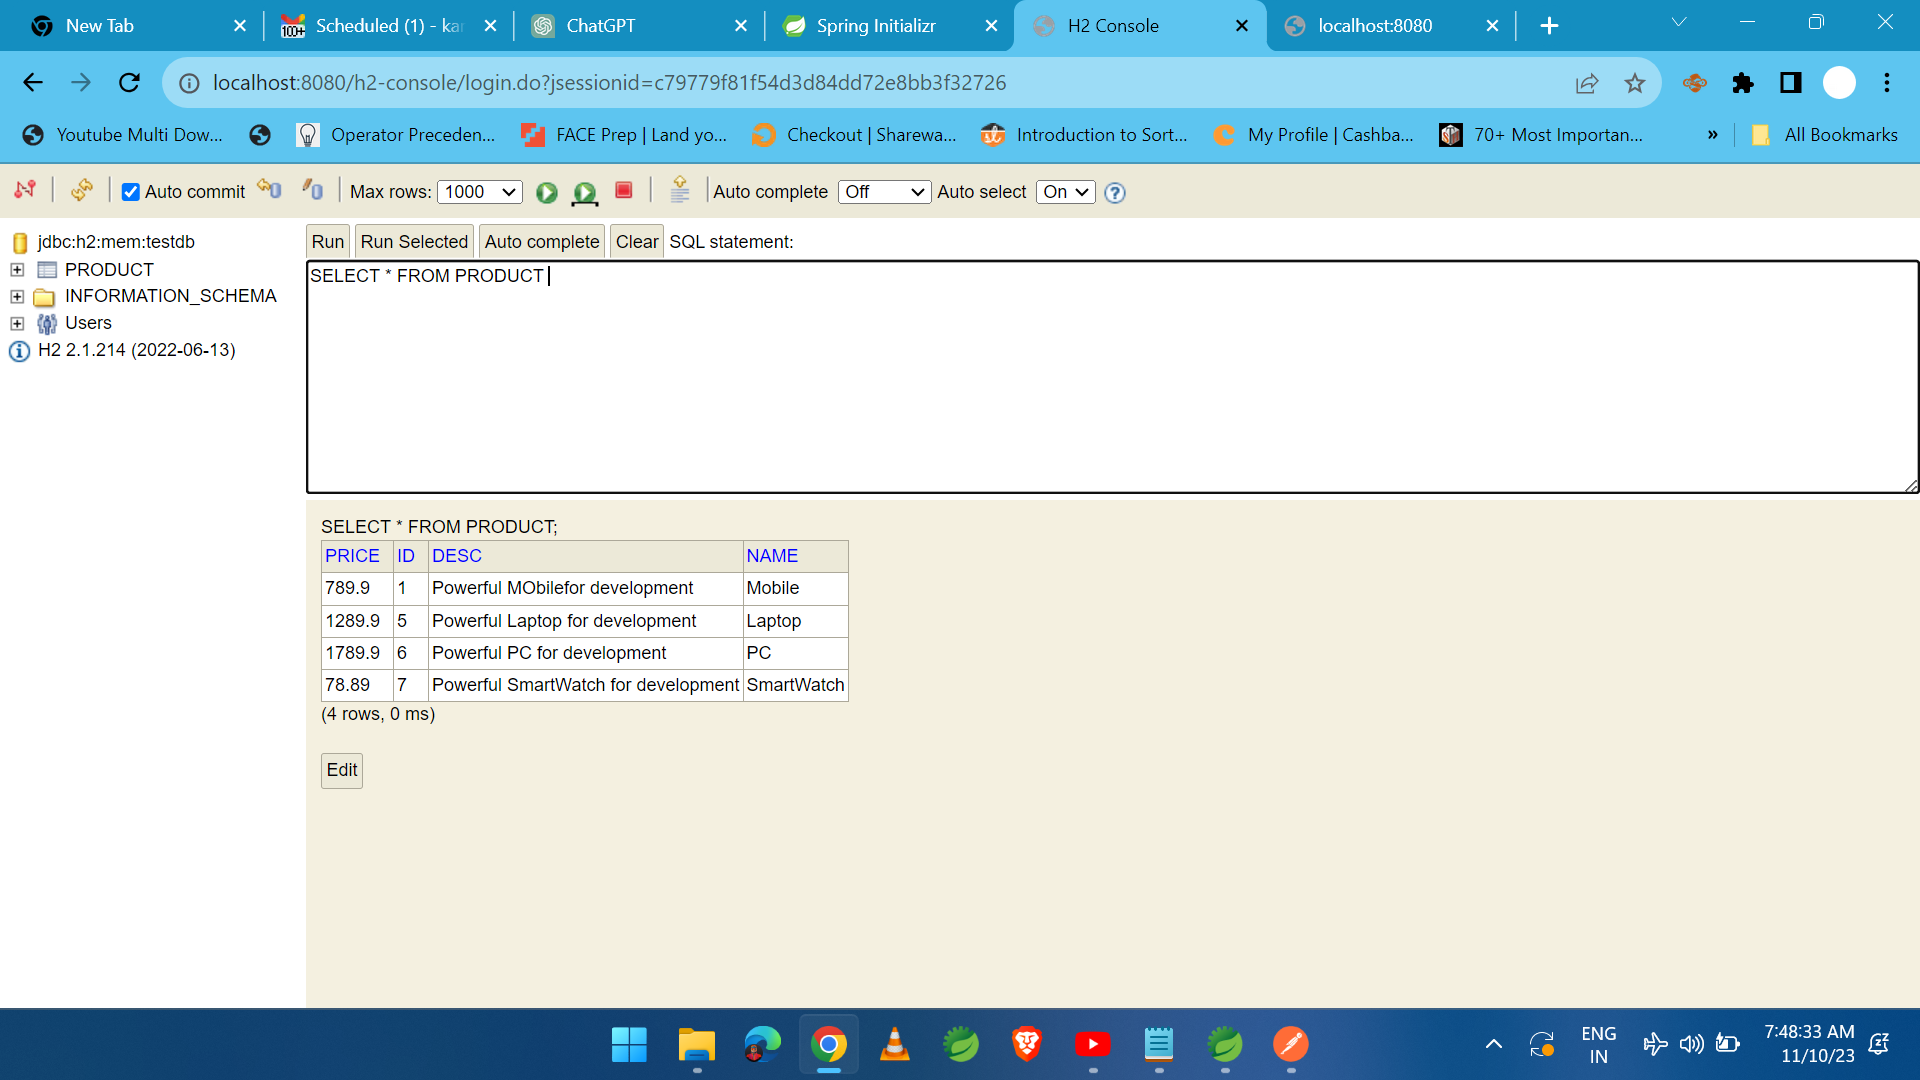 New Tab
Scheduled (1) - kar
ChatGPT
Spring Initializr
H2 Console
localhost:8080
localhost:8080/h2-console/login.do?jsessionid=c79779f81f54d3d84dd72e8bb3f32726
Youtube Multi Dow...
Operator Preceden...
FACE Prep | Land yo...
Checkout | Sharewa...
Introduction to Sort...
My Profile | Cashba...
70+ Most Importan...
»
All Bookmarks
Auto commit
Max rows: 1000
Auto complete Off
Auto select On
jdbc:h2:mem:testdb
PRODUCT
INFORMATION_SCHEMA
Users
H2 2.1.214 (2022-06-13)
Run Run Selected Auto complete Clear SQL statement:
SELECT * FROM PRODUCT
SELECT * FROM PRODUCT;
PRICE ID DESC NAME
789.9 1 Powerful MObilefor development Mobile
1289.9 5 Powerful Laptop for development Laptop
1789.9 6 Powerful PC for development PC
78.89 7 Powerful SmartWatch for development SmartWatch
(4 rows, 0 ms)
Edit
ENG
IN
7:48:33 AM
11/10/23